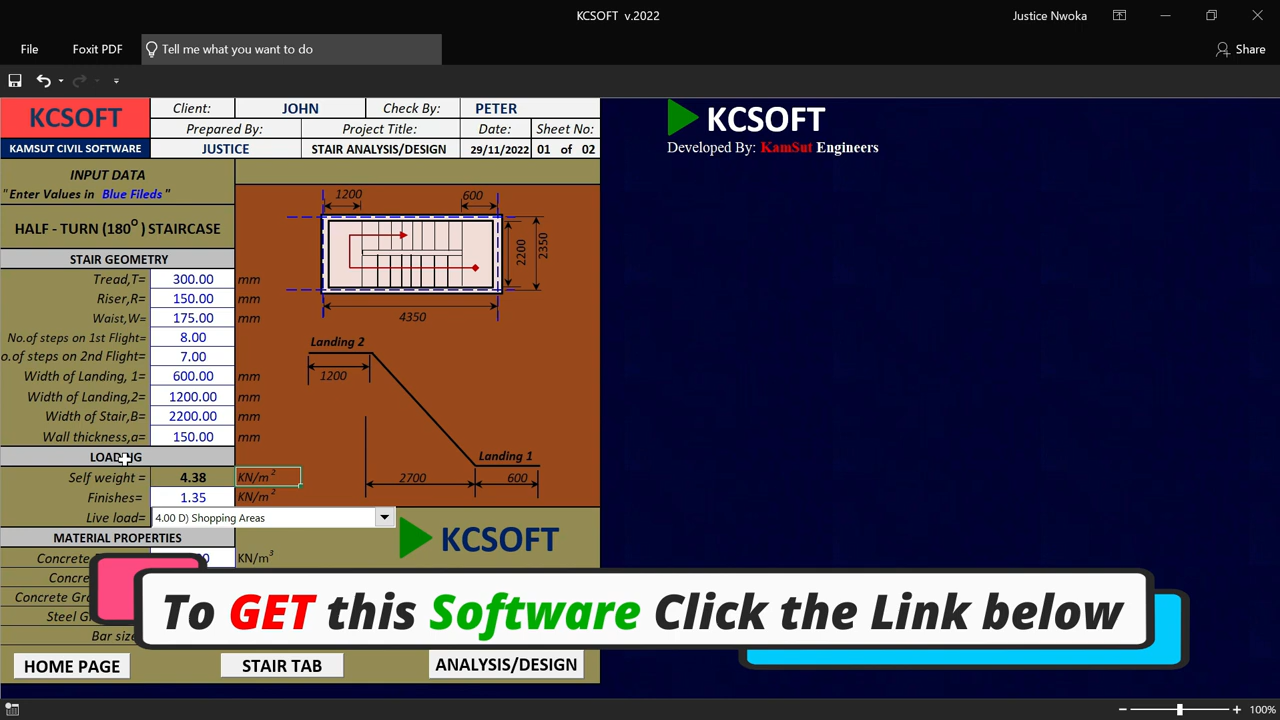 KCSOFT v.2022
Justice Nwoka
File
Foxit PDF
Tell me what you want to do
Share
KCSOFT
KAMSUT CIVIL SOFTWARE
Client:
JOHN
Check By:
PETER
Prepared By:
Project Title:
Date:
Sheet No:
JUSTICE
STAIR ANALYSIS/DESIGN
29/11/2022
01 of 02
KCSOFT
Developed By: KamSut Engineers
INPUT DATA
"Enter Values in Blue Fileds "
HALF - TURN (180O ) STAIRCASE
STAIR GEOMETRY
Tread,T= 300.00 mm
Riser,R= 150.00 mm
Waist,W= 175.00 mm
No.of steps on 1st Flight= 8.00
o.of steps on 2nd Flight= 7.00
Width of Landing, 1= 600.00 mm
Width of Landing,2= 1200.00 mm
Width of Stair,B= 2200.00 mm
Wall thickness,a= 150.00 mm
LOADING
Self weight = 4.38 KN/m2
Finishes= 1.35 KN/m2
Live load= 4.00 D) Shopping Areas
MATERIAL PROPERTIES
Concrete
KN/m3
Concre
Concrete Gr
Steel G
Bar size
1200
600
2200
2350
4350
Landing 2
1200
Landing 1
2700
600
KCSOFT
To GET this Software Click the Link below
HOME PAGE
STAIR TAB
ANALYSIS/DESIGN
100%